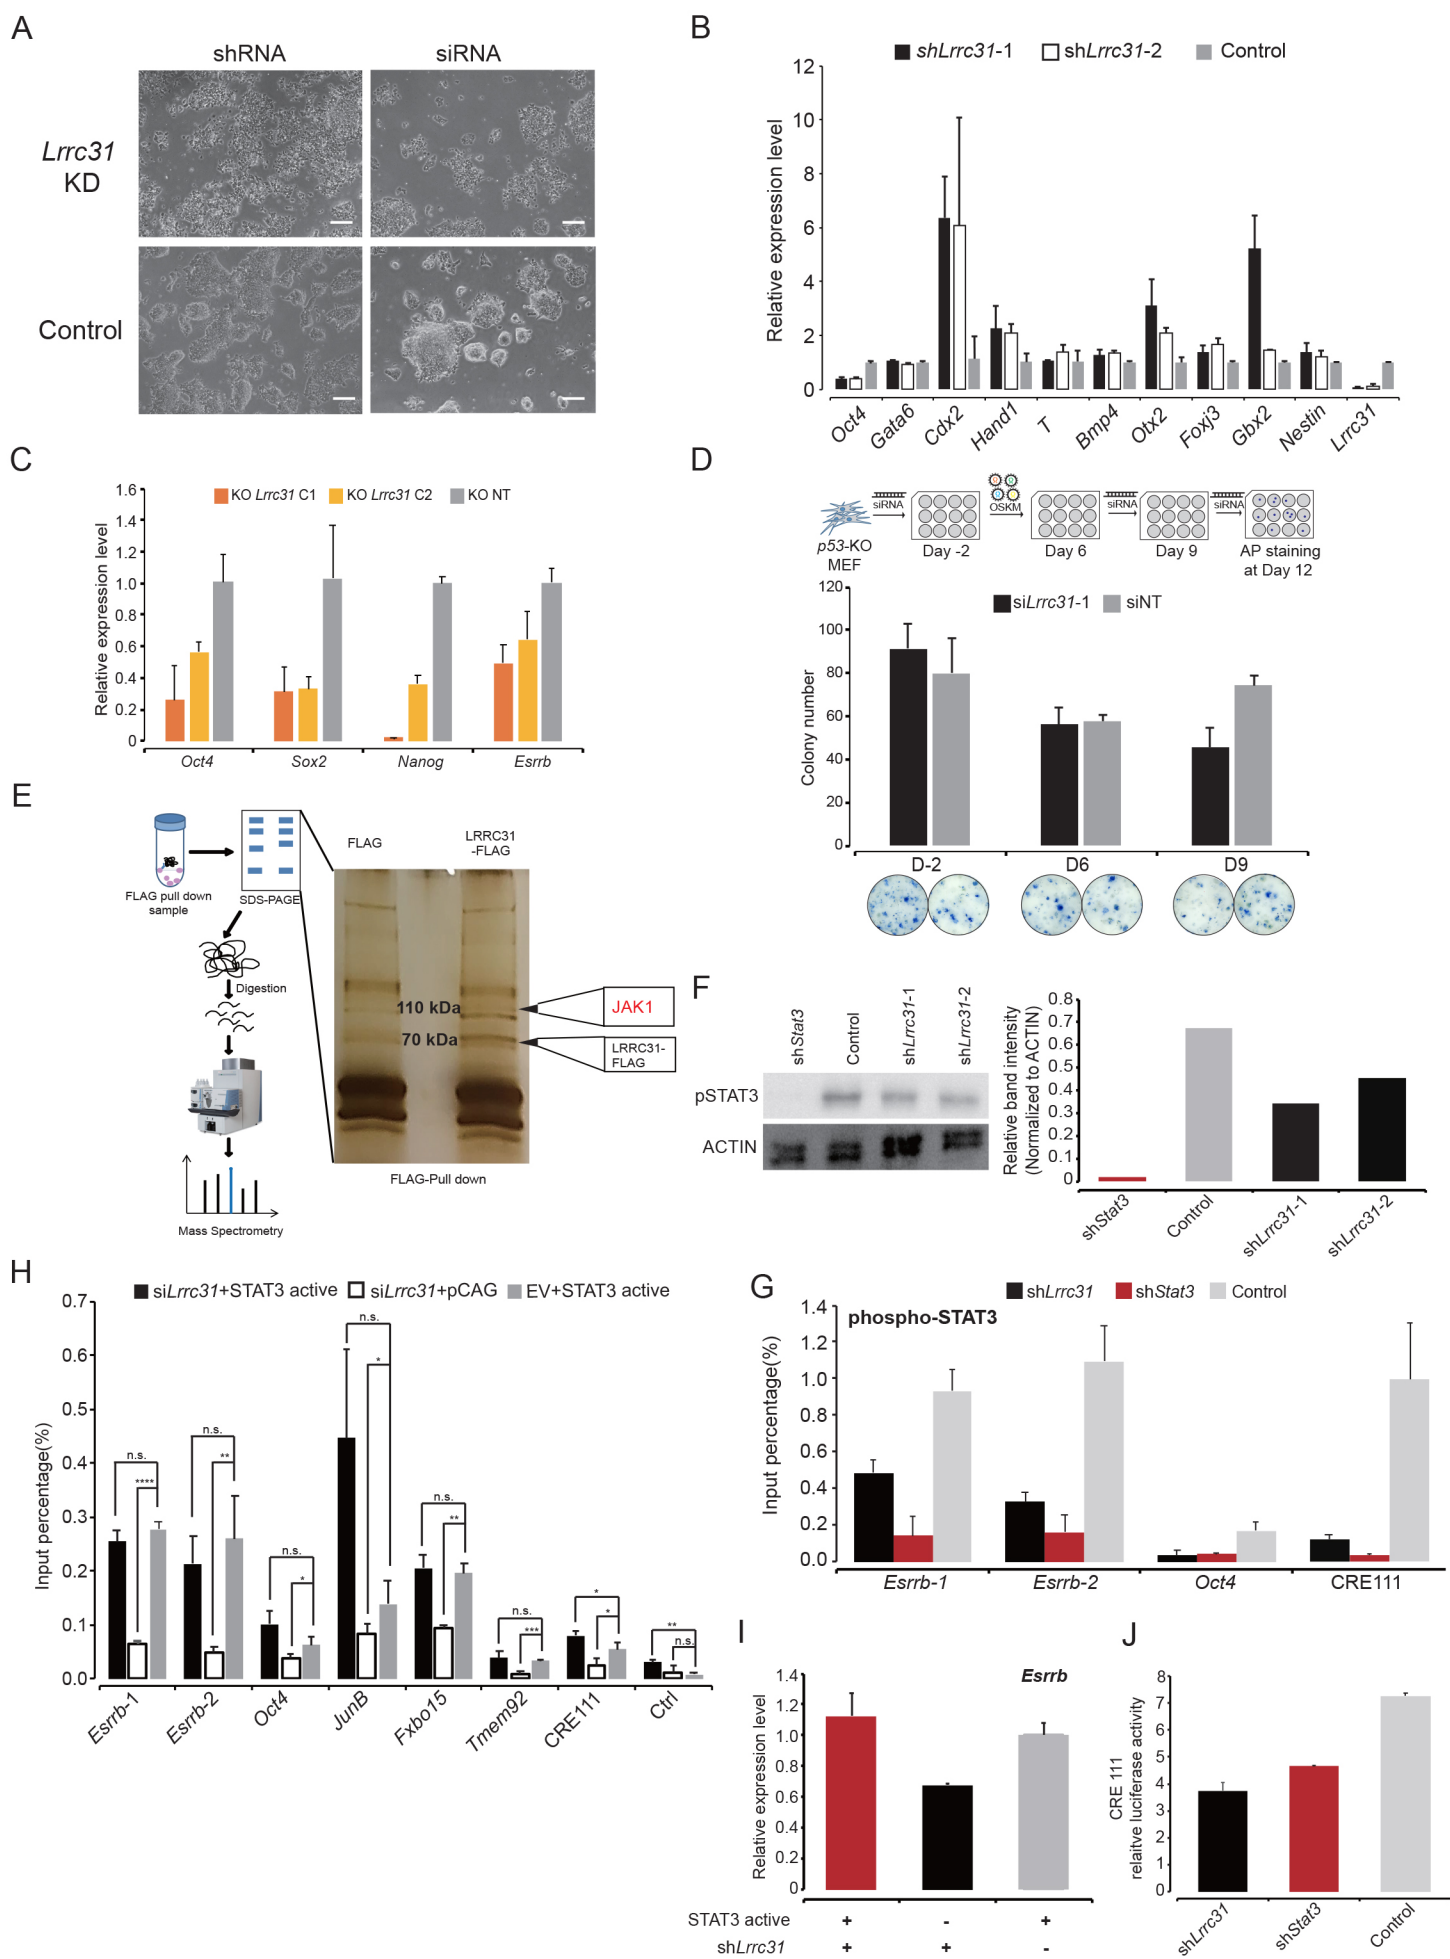 A
shRNA
siRNA
Lrrc31
KD
Control
B
shLrrc31-1
shLrrc31-2
Control
Relative expression level
12
10
8
6
4
2
0
Oct4
Gata6
Cdx2
Hand1
T
Bmp4
Otx2
Foxj3
Gbx2
Nestin
Lrrc31
C
KO Lrrc31 C1
KO Lrrc31 C2
KO NT
Relative expression level
1.6
1.4
1.2
1.0
0.8
0.6
0.4
0.2
0
Oct4
Sox2
Nanog
Esrrb
D
siRNA
OSKM
siRNA
siRNA
p53-KO
MEF
Day -2
Day 6
Day 9
AP staining
at Day 12
siLrrc31-1
siNT
Colony number
120
100
80
60
40
20
0
D-2
D6
D9
E
FLAG pull down
sample
SDS-PAGE
Digestion
Mass Spectrometry
FLAG
LRRC31
-FLAG
110 kDa
70 kDa
JAK1
LRRC31-
FLAG
FLAG-Pull down
F
shStat3
Control
shLrrc31-1
shLrrc31-2
pSTAT3
ACTIN
Relative band intensity
(Normalized to ACTIN)
0.8
0.7
0.6
0.5
0.4
0.3
0.2
0.1
0
shStat3
Control
shLrrc31-1
shLrrc31-2
H
siLrrc31+STAT3 active
siLrrc31+pCAG
EV+STAT3 active
Input percentage(%)
0.7
0.6
0.5
0.4
0.3
0.2
0.1
0.0
n.s.
****
n.s.
**
n.s.
*
n.s.
*
n.s.
**
n.s.
***
*
*
**
n.s.
Esrrb-1
Esrrb-2
Oct4
JunB
Fxbo15
Tmem92
CRE111
Ctrl
G
shLrrc31
shStat3
Control
phospho-STAT3
Input percentage(%)
1.4
1.2
1.0
0.8
0.6
0.4
0.2
0.0
Esrrb-1
Esrrb-2
Oct4
CRE111
I
Esrrb
Relative expression level
1.4
1.2
1.0
0.8
0.6
0.4
0.2
0
STAT3 active
+
-
+
shLrrc31
+
+
-
J
CRE 111
relaitve luciferase activity
8
7
6
5
4
3
2
1
0
shLrrc31
shStat3
Control